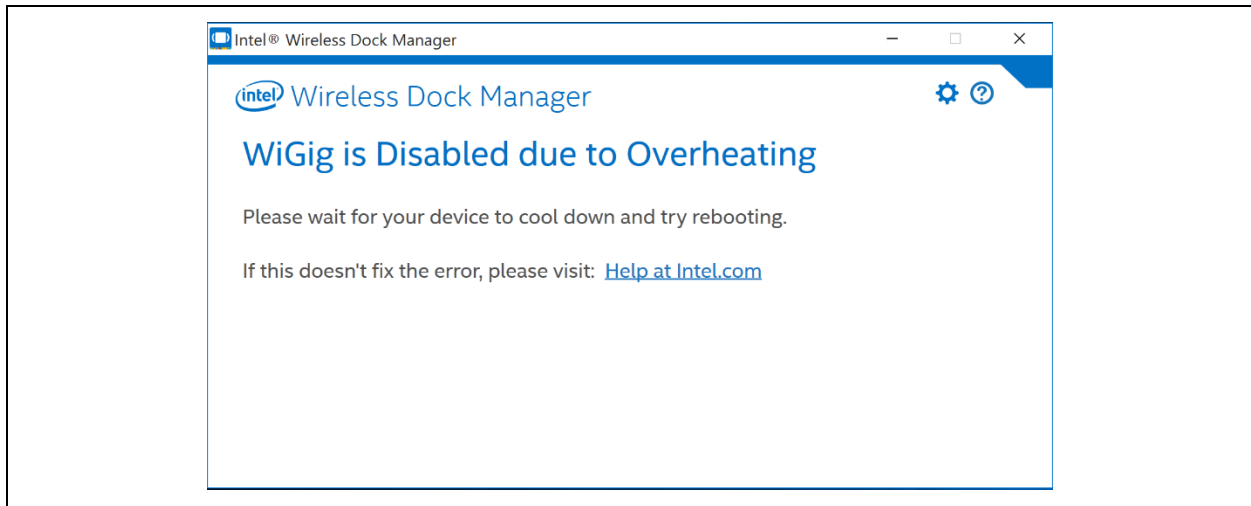 Intel® Wireless Dock Manager
intel Wireless Dock Manager
WiGig is Disabled due to Overheating
Please wait for your device to cool down and try rebooting.
If this doesn't fix the error, please visit: Help at Intel.com